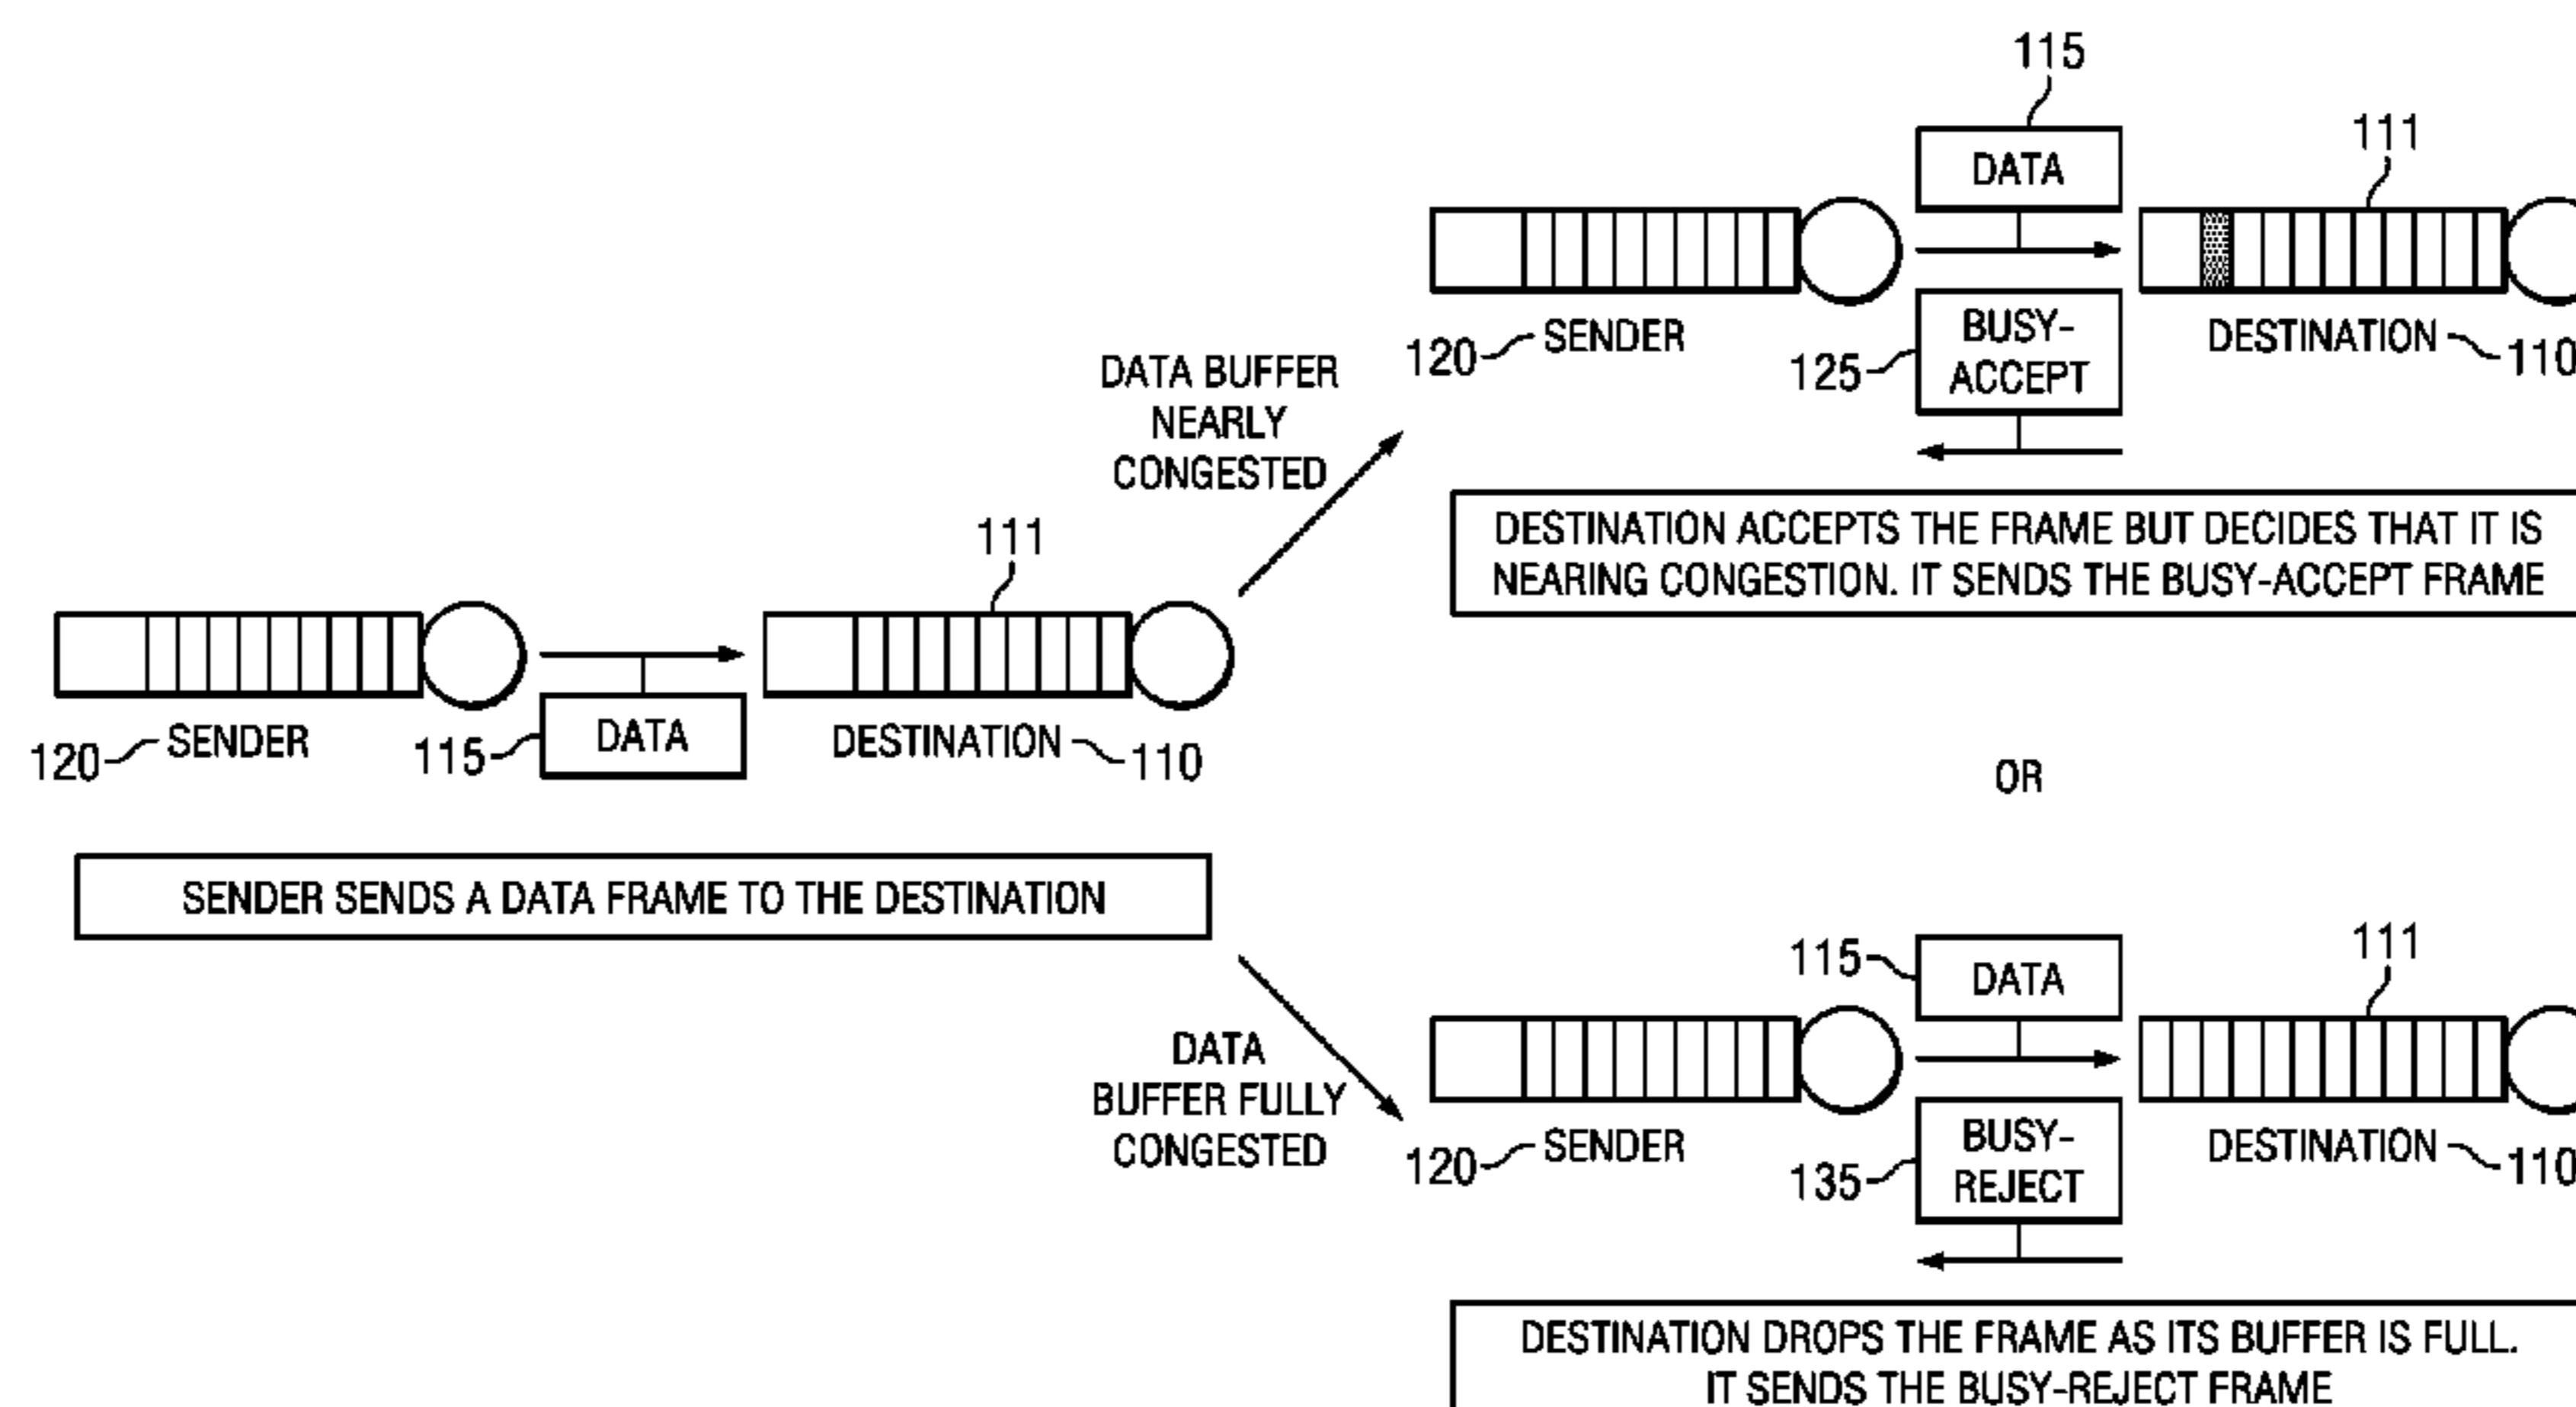 115
DATA
111
120
SENDER
125
BUSY-
ACCEPT
DESTINATION
110
DATA BUFFER
NEARLY
CONGESTED
DESTINATION ACCEPTS THE FRAME BUT DECIDES THAT IT IS
NEARING CONGESTION. IT SENDS THE BUSY-ACCEPT FRAME
111
120
SENDER
115
DATA
DESTINATION
110
OR
SENDER SENDS A DATA FRAME TO THE DESTINATION
DATA
BUFFER FULLY
CONGESTED
115
DATA
111
120
SENDER
135
BUSY-
REJECT
DESTINATION
110
DESTINATION DROPS THE FRAME AS ITS BUFFER IS FULL.
IT SENDS THE BUSY-REJECT FRAME